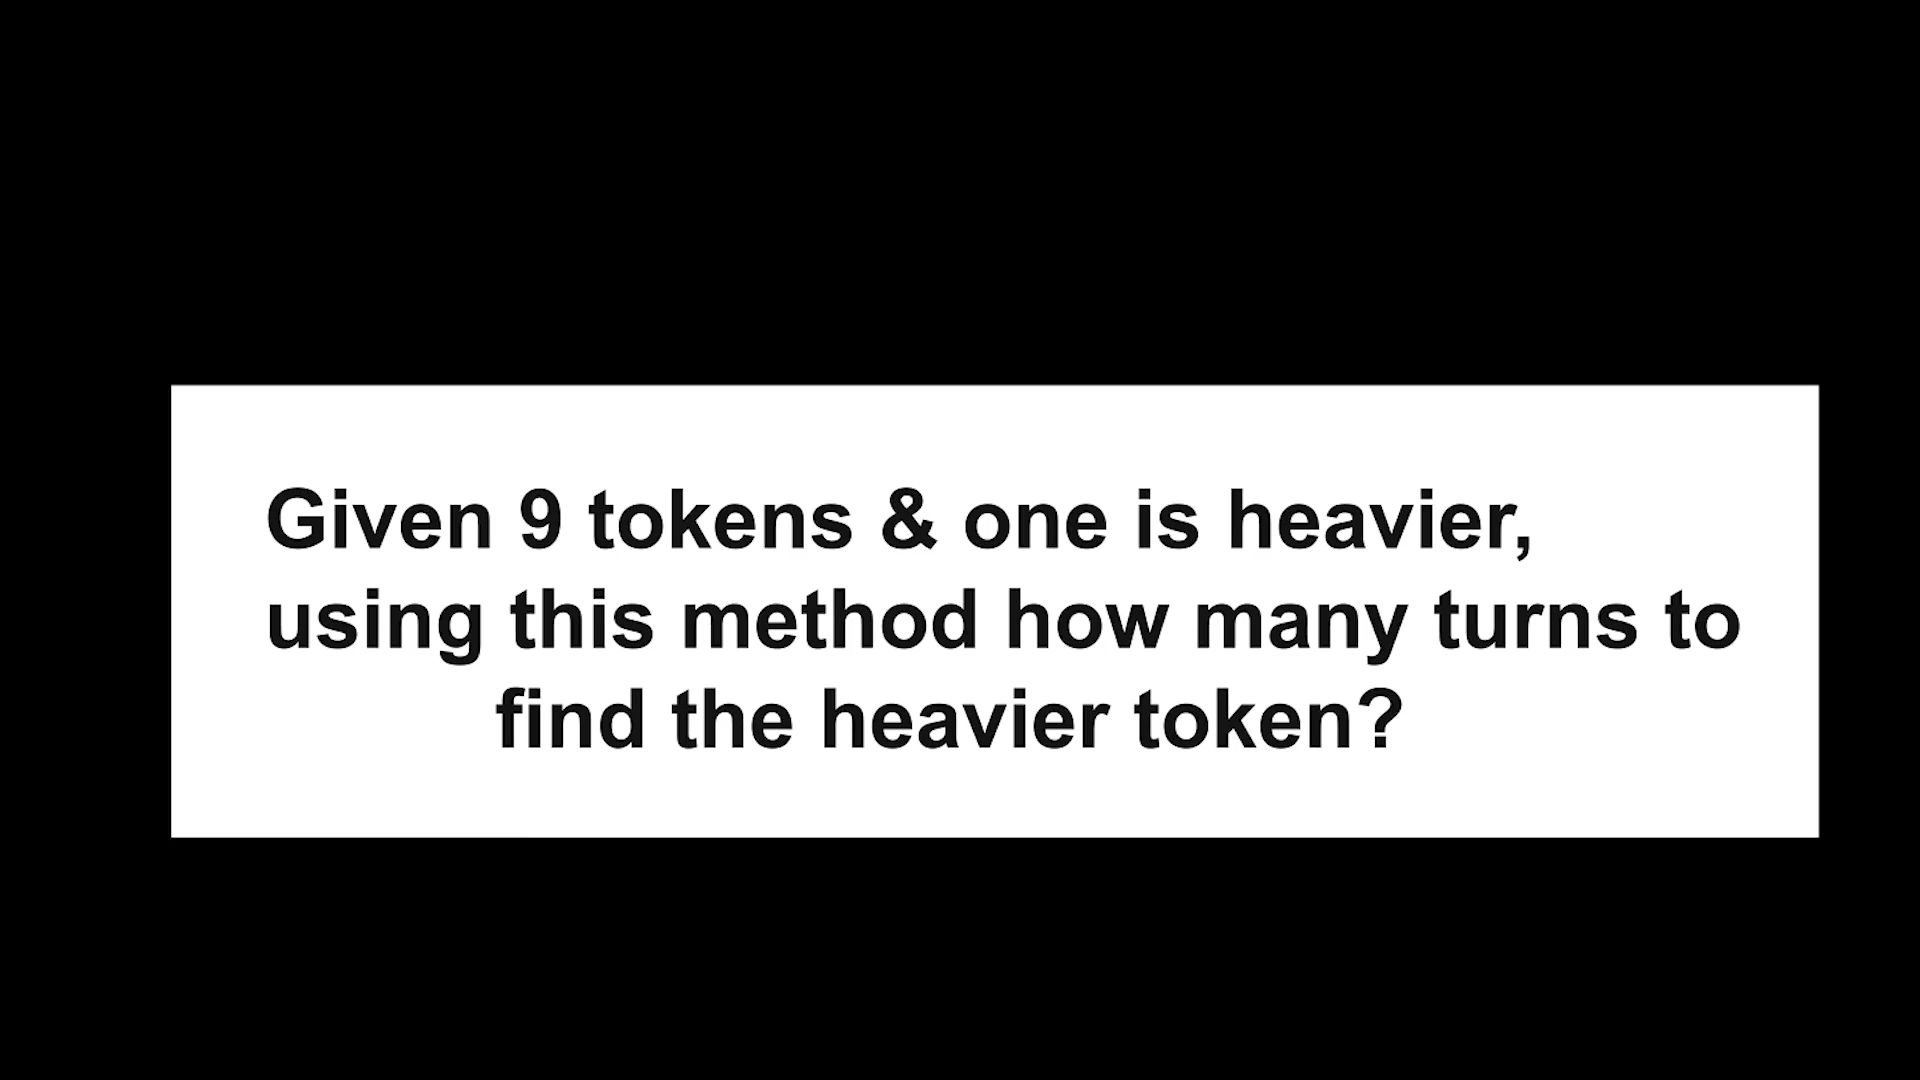 Given 9 tokens & one is heavier,
using this method how many turns to
find the heavier token?